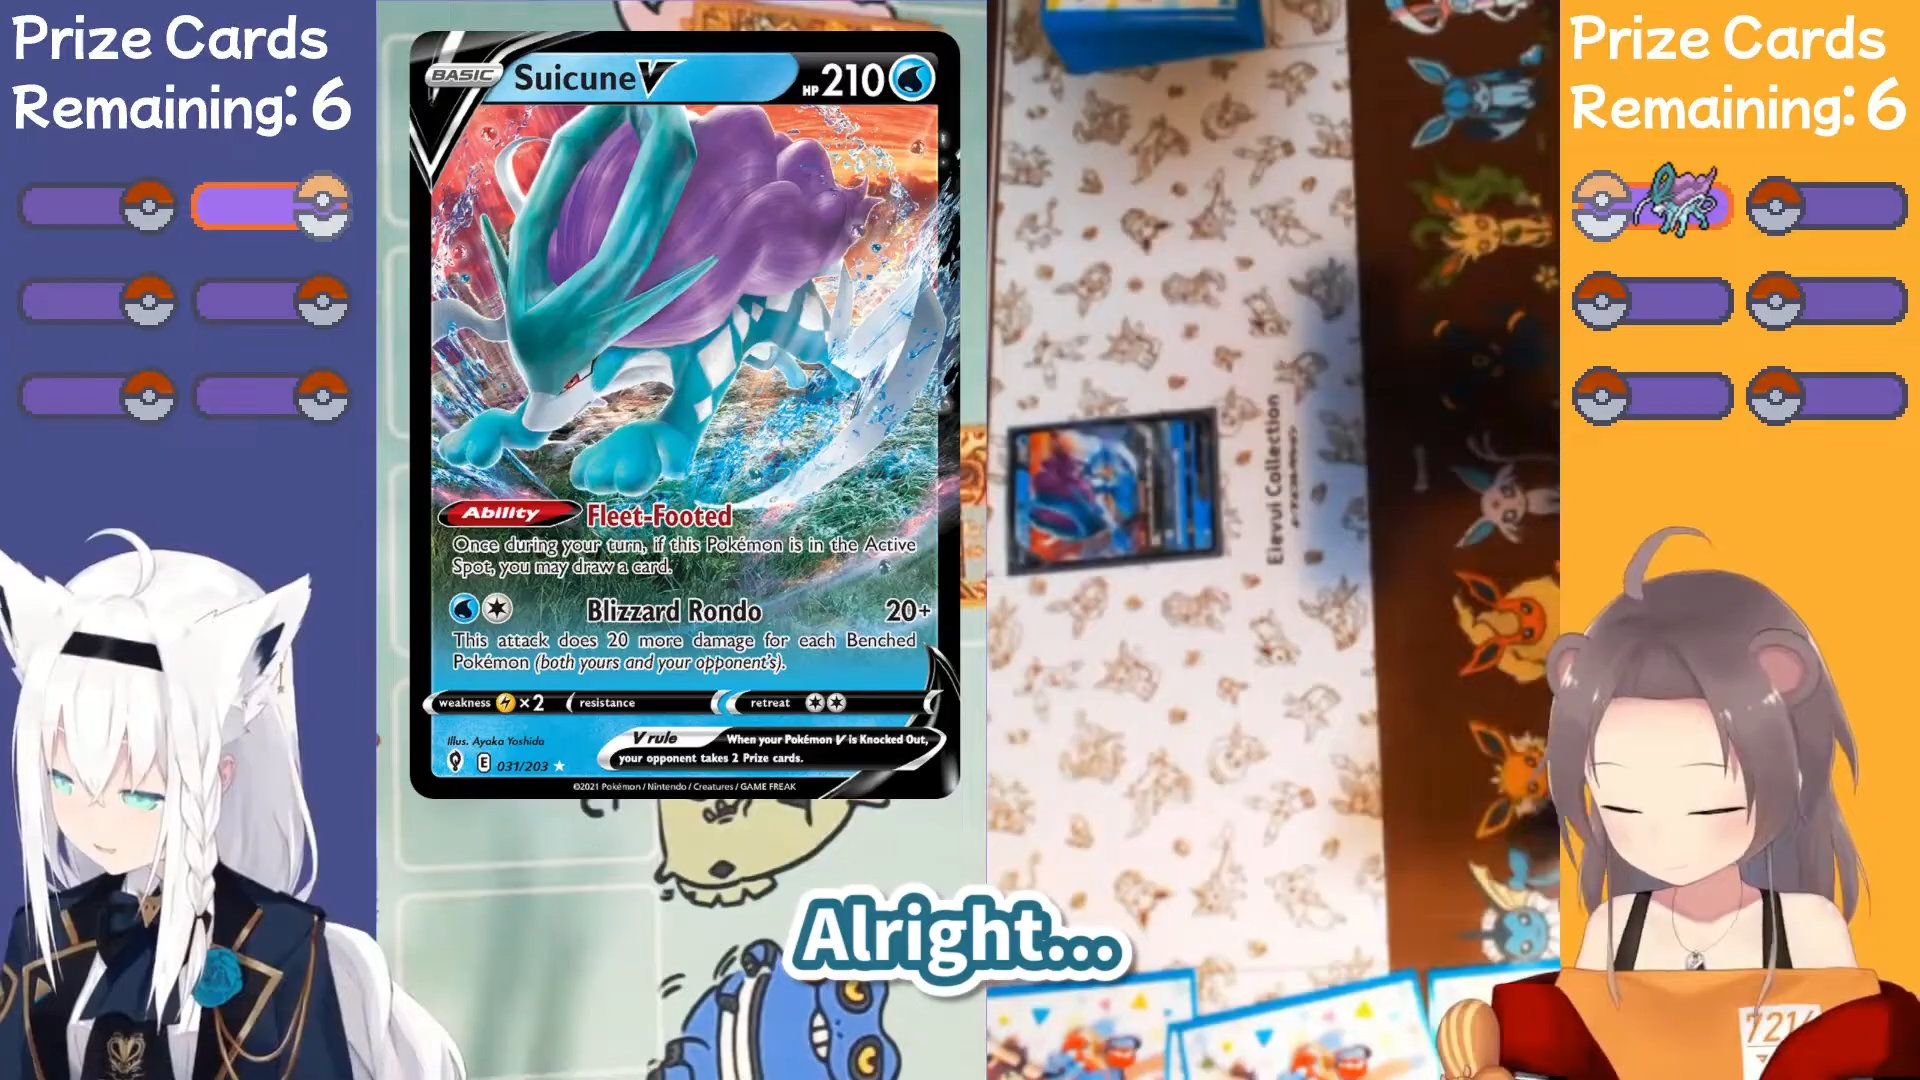 Prize Cards
Remaining: 6
BASIC Suicune V HP 210
Ability Fleet-Footed
Once during your turn, if this Pokémon is in the Active
Spot, you may draw a card.
Blizzard Rondo 20+
This attack does 20 more damage for each Benched
Pokémon (both yours and your opponent's).
weakness ×2 resistance retreat
Illus. Ayaka Yoshida
V rule When your Pokémon V is Knocked Out,
your opponent takes 2 Prize cards.
E 031/203
©2021 Pokémon / Nintendo / Creatures / GAME FREAK
Eievui Collection
Alright...
Prize Cards
Remaining: 6